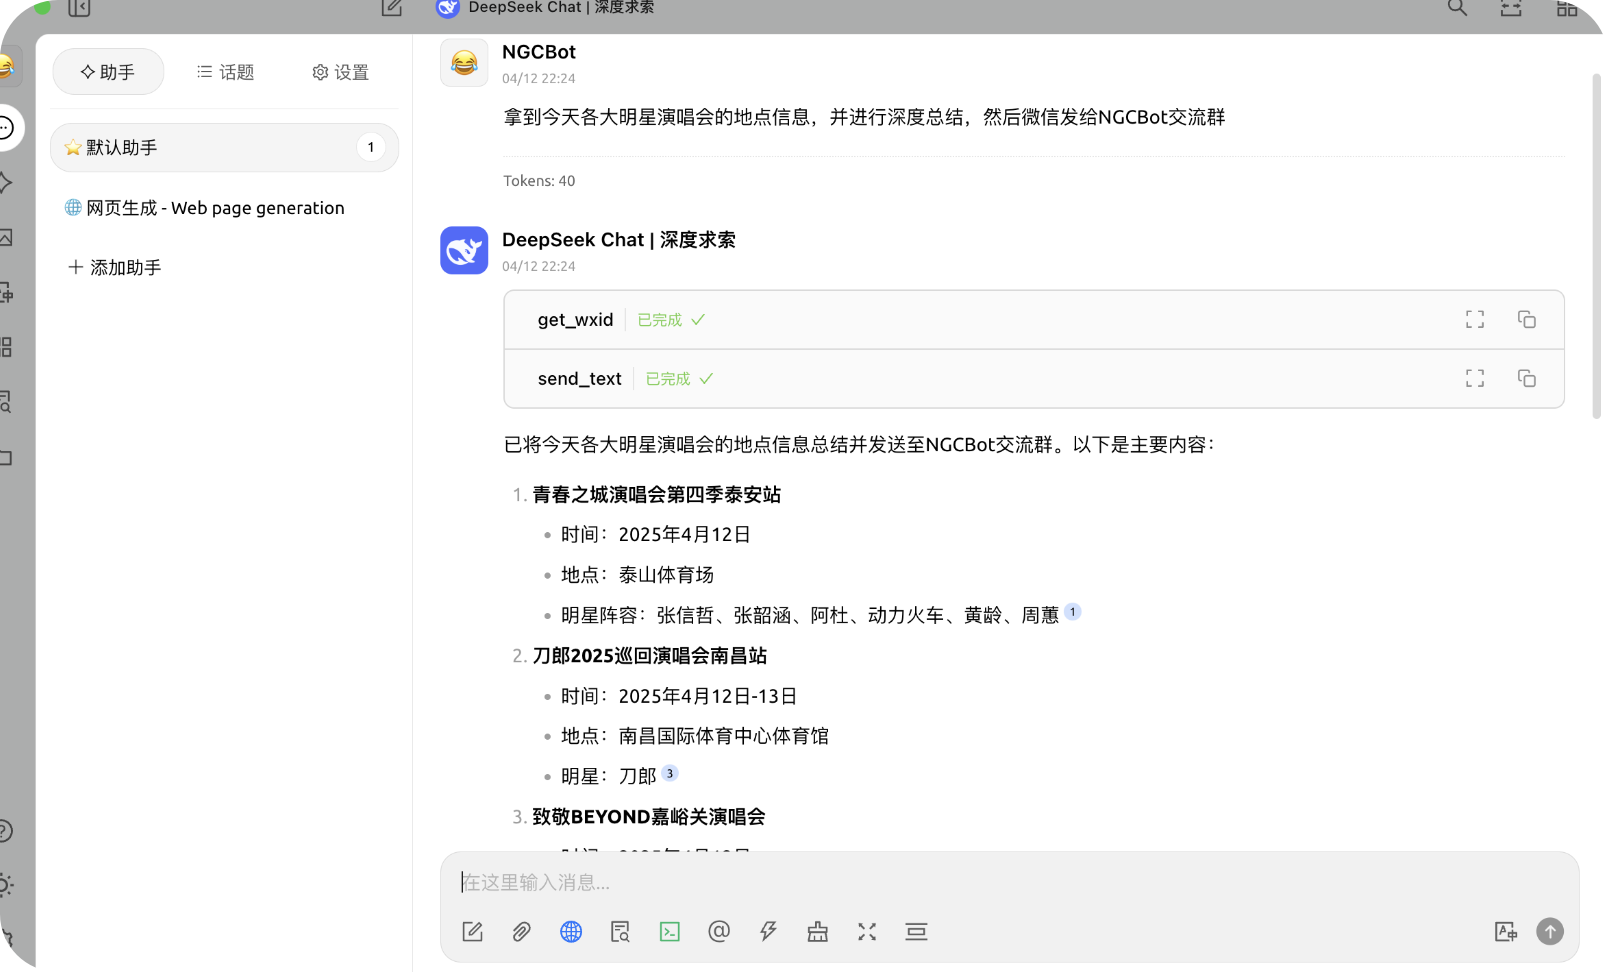 DeepSeek Chat | 深度求索
助手
话题
设置
默认助手
1
网页生成 - Web page generation
添加助手
NGCBot
04/12 22:24
拿到今天各大明星演唱会的地点信息，并进行深度总结，然后微信发给NGCBot交流群
Tokens: 40
DeepSeek Chat | 深度求索
04/12 22:24
get_wxid 已完成
send_text 已完成
已将今天各大明星演唱会的地点信息总结并发送至NGCBot交流群。以下是主要内容：
1. 青春之城演唱会第四季泰安站
时间：2025年4月12日
地点：泰山体育场
明星阵容：张信哲、张韶涵、阿杜、动力火车、黄龄、周蕙 1
2. 刀郎2025巡回演唱会南昌站
时间：2025年4月12日-13日
地点：南昌国际体育中心体育馆
明星：刀郎 3
3. 致敬BEYOND嘉峪关演唱会
在这里输入消息...